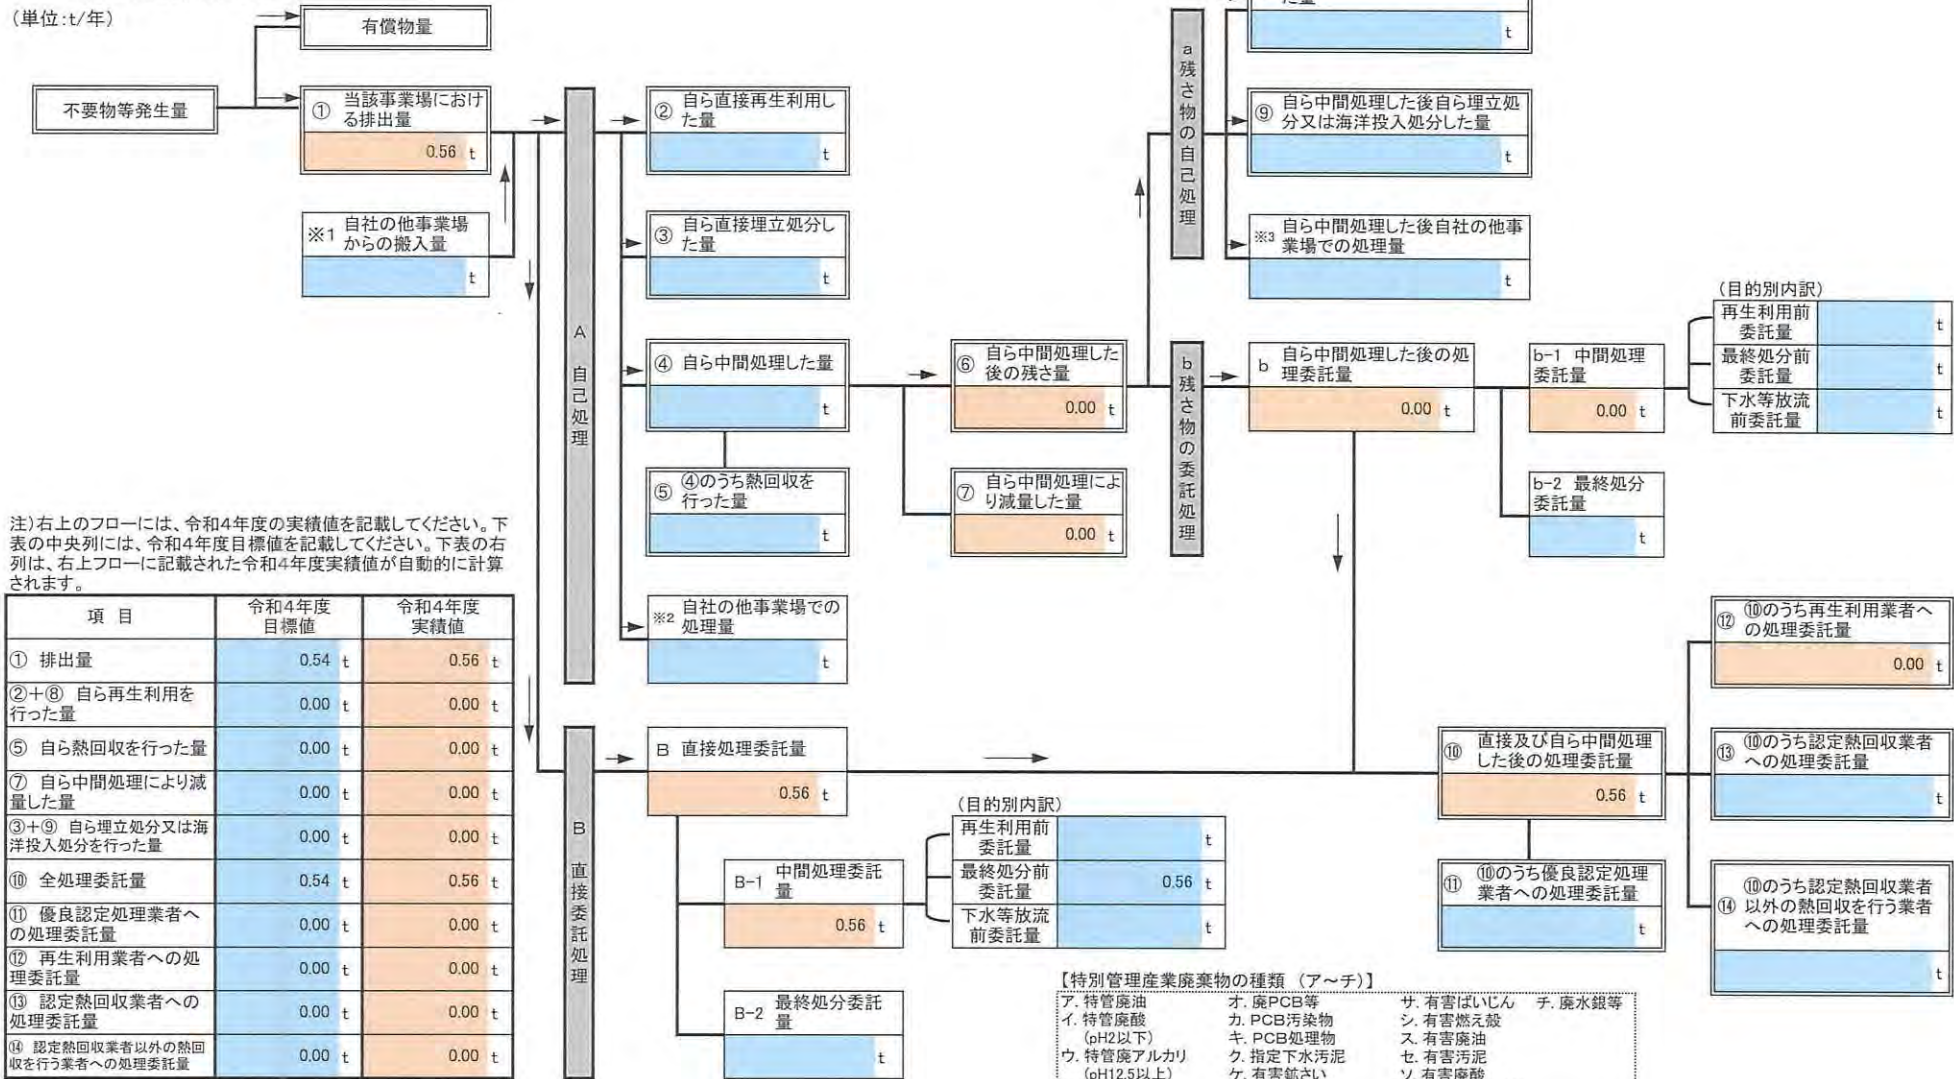 (単位:t/年)
有償物量
不要物等発生量
① 当該事業場におけ
る排出量
0.56 t
※1 自社の他事業場
からの搬入量
t
A 自己処理
② 自ら直接再生利用し
た量
t
③ 自ら直接埋立処分し
た量
t
④ 自ら中間処理した量
t
⑤ ④のうち熱回収を
行った量
t
※2 自社の他事業場での
処理量
t
⑥ 自ら中間処理した
後の残さ量
0.00 t
⑦ 自ら中間処理によ
り減量した量
0.00 t
a 残さ物の自己処理
た量
t
⑨ 自ら中間処理した後自ら埋立処
分又は海洋投入処分した量
t
※3 自ら中間処理した後自社の他事
業場での処理量
t
b 残さ物の委託処理
b 自ら中間処理した後の処
理委託量
0.00 t
b-1 中間処理
委託量
0.00 t
(目的別内訳)
再生利用前
委託量
t
最終処分前
委託量
t
下水等放流
前委託量
t
b-2 最終処分
委託量
t
注)右上のフローには、令和4年度の実績値を記載してください。下
表の中央列には、令和4年度目標値を記載してください。下表の右
列は、右上フローに記載された令和4年度実績値が自動的に計算
されます。
項 目 令和4年度 令和4年度
目標値 実績値
① 排出量 0.54 t 0.56 t
②+⑧ 自ら再生利用を
行った量 0.00 t 0.00 t
⑤ 自ら熱回収を行った量 0.00 t 0.00 t
⑦ 自ら中間処理により減
量した量 0.00 t 0.00 t
③+⑨ 自ら埋立処分又は海
洋投入処分を行った量 0.00 t 0.00 t
⑩ 全処理委託量 0.54 t 0.56 t
⑪ 優良認定処理業者へ
の処理委託量 0.00 t 0.00 t
⑫ 再生利用業者への処
理委託量 0.00 t 0.00 t
⑬ 認定熱回収業者への
処理委託量 0.00 t 0.00 t
⑭ 認定熱回収業者以外の熱回
収を行う業者への処理委託量 0.00 t 0.00 t
B 直接委託処理
B 直接処理委託量
0.56 t
B-1 中間処理委託
量
0.56 t
(目的別内訳)
再生利用前
委託量
t
最終処分前
委託量
0.56 t
下水等放流
前委託量
t
B-2 最終処分委託
量
t
⑩ 直接及び自ら中間処理
した後の処理委託量
0.56 t
⑪ ⑩のうち優良認定処理
業者への処理委託量
t
⑫ ⑩のうち再生利用業者へ
の処理委託量
0.00 t
⑬ ⑩のうち認定熱回収業者
への処理委託量
t
⑭ ⑩のうち認定熱回収業者
以外の熱回収を行う業者
への処理委託量
t
【特別管理産業廃棄物の種類 (ア~チ)】
ア. 特管廃油 オ. 廃PCB等 サ. 有害ばいじん チ. 廃水銀等
イ. 特管廃酸 カ. PCB汚染物 シ. 有害燃え殻
(pH2以下) キ. PCB処理物 ス. 有害廃油
ウ. 特管廃アルカリ ク. 指定下水汚泥 セ. 有害汚泥
(pH12.5以上) ケ. 有害鉱さい ソ. 有害廃酸